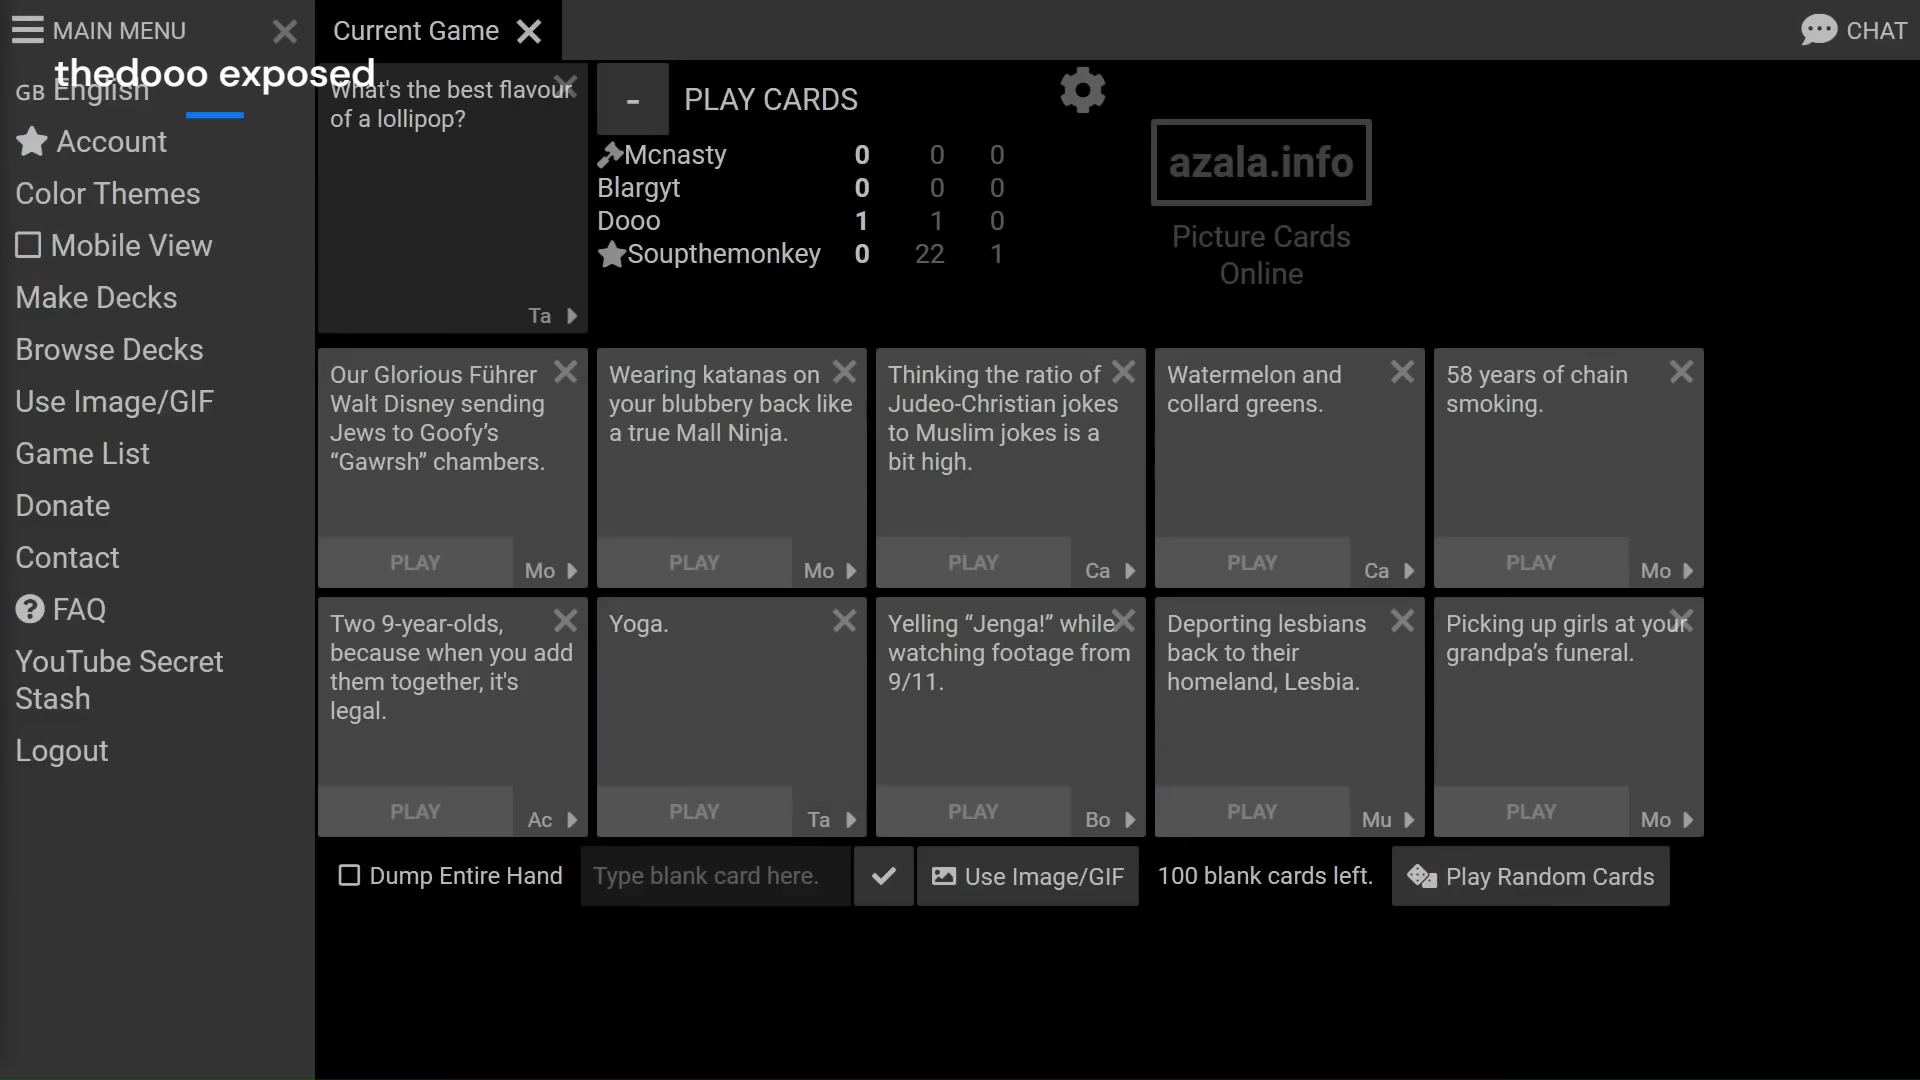 MAIN MENU
Current Game
CHAT
thedooo exposed
GB English
Account
Color Themes
Mobile View
Make Decks
Browse Decks
Use Image/GIF
Game List
Donate
Contact
FAQ
YouTube Secret
Stash
Logout
What's the best flavour
of a lollipop?
Ta
-
PLAY CARDS
Mcnasty 0 0 0
Blargyt 0 0 0
Dooo 1 1 0
Soupthemonkey 0 22 1
azala.info
Picture Cards
Online
Our Glorious Führer
Walt Disney sending
Jews to Goofy’s
“Gawrsh” chambers.
PLAY
Mo
Wearing katanas on
your blubbery back like
a true Mall Ninja.
PLAY
Mo
Thinking the ratio of
Judeo-Christian jokes
to Muslim jokes is a
bit high.
PLAY
Ca
Watermelon and
collard greens.
PLAY
Ca
58 years of chain
smoking.
PLAY
Mo
Two 9-year-olds,
because when you add
them together, it's
legal.
PLAY
Ac
Yoga.
PLAY
Ta
Yelling “Jenga!” while
watching footage from
9/11.
PLAY
Bo
Deporting lesbians
back to their
homeland, Lesbia.
PLAY
Mu
Picking up girls at your
grandpa’s funeral.
PLAY
Mo
Dump Entire Hand
Type blank card here.
Use Image/GIF
100 blank cards left.
Play Random Cards